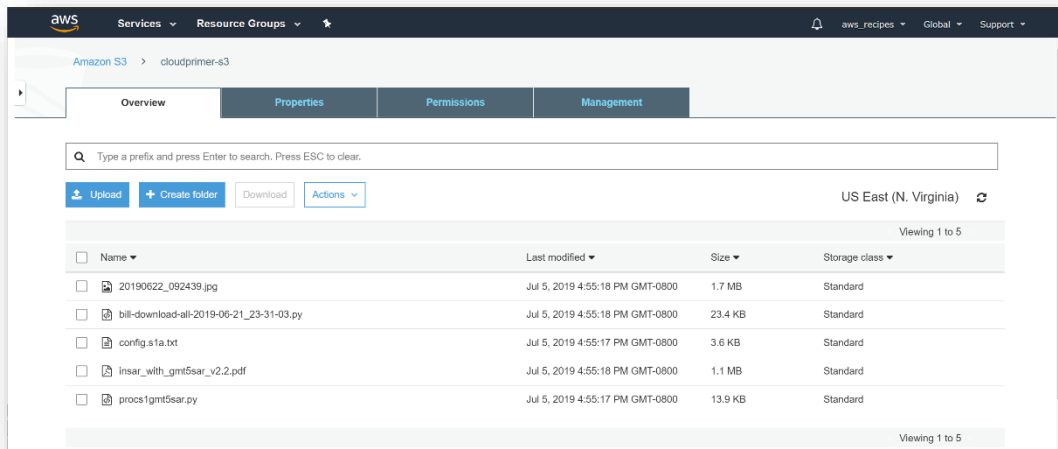 aws Services Resource Groups aws_recipes Global Support
Amazon S3 > cloudprimer-s3
Overview Properties Permissions Management
Type a prefix and press Enter to search. Press ESC to clear.
Upload + Create folder Download Actions US East (N. Virginia)
Viewing 1 to 5
Name Last modified Size Storage class
20190622_092439.jpg Jul 5, 2019 4:55:18 PM GMT-0800 1.7 MB Standard
bill-download-all-2019-06-21_23-31-03.py Jul 5, 2019 4:55:18 PM GMT-0800 23.4 KB Standard
config.s1a.txt Jul 5, 2019 4:55:17 PM GMT-0800 3.6 KB Standard
insar_with_gmt5sar_v2.2.pdf Jul 5, 2019 4:55:18 PM GMT-0800 1.1 MB Standard
procs1gmt5sar.py Jul 5, 2019 4:55:17 PM GMT-0800 13.9 KB Standard
Viewing 1 to 5